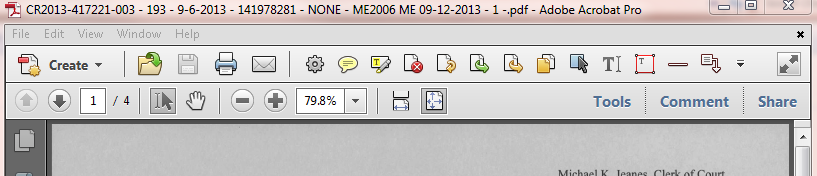 CR2013-417221-003 - 193 - 9-6-2013 - 141978281 - NONE - ME2006 ME 09-12-2013 - 1 -.pdf - Adobe Acrobat Pro
File Edit View Window Help
Create
1 / 4 79.8% Tools Comment Share
Michael K. Jeanes, Clerk of Court